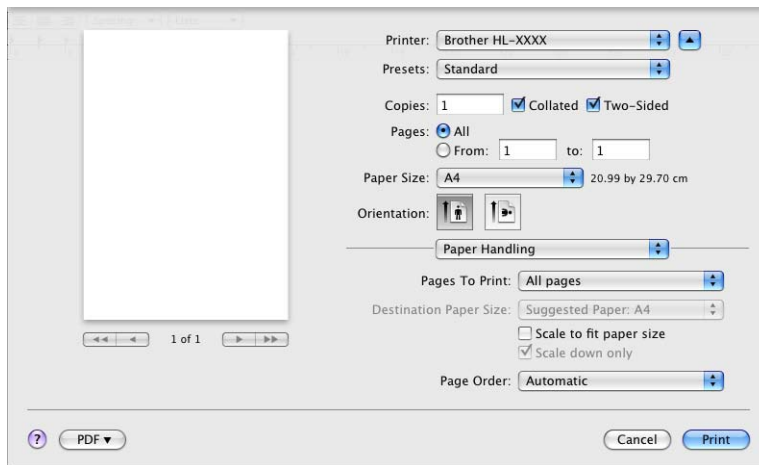 Printer: Brother HL-XXXX
Presets: Standard
Copies: 1 Collated Two-Sided
Pages: All
From: 1 to: 1
Paper Size: A4 20.99 by 29.70 cm
Orientation:
Paper Handling
Pages To Print: All pages
Destination Paper Size: Suggested Paper: A4
Scale to fit paper size
Scale down only
1 of 1
Page Order: Automatic
? PDF Cancel Print